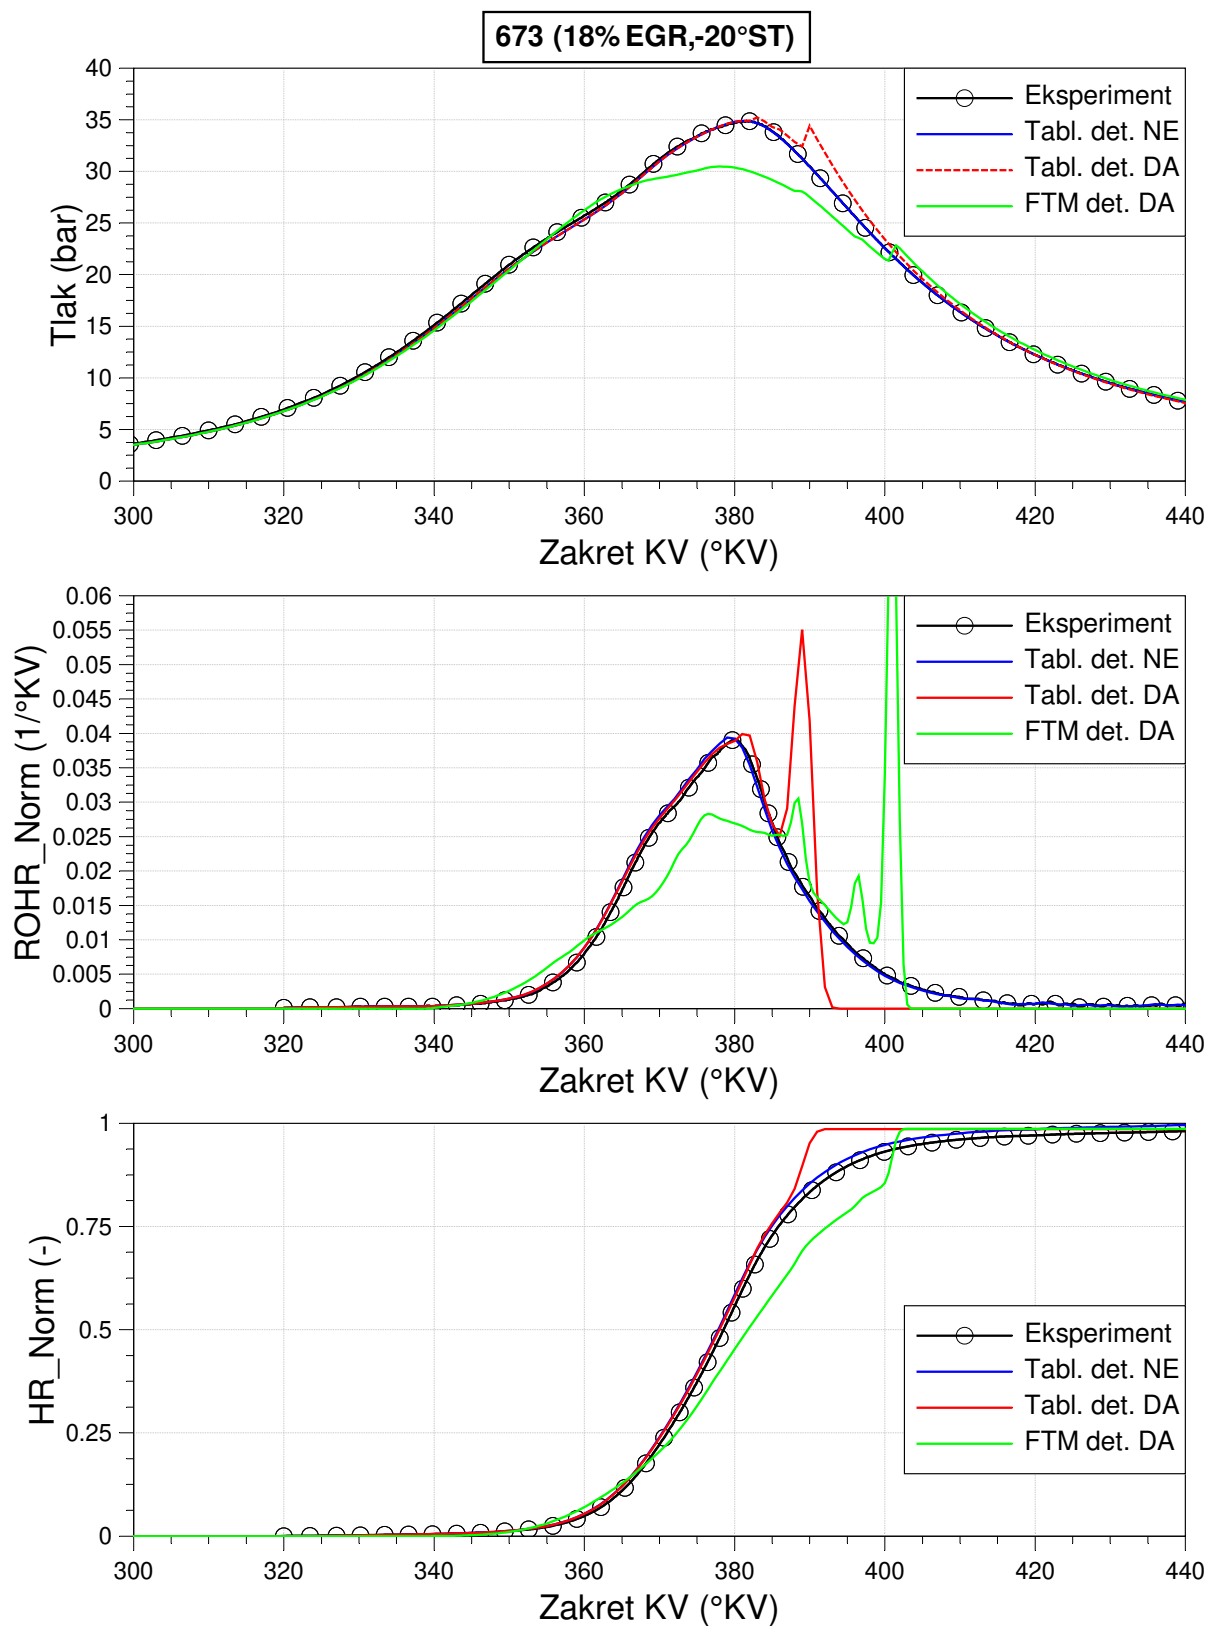 673 (18% EGR,-20°ST)
40
35
30
25
20
15
10
5
0
Tlak (bar)
Eksperiment
Tabl. det. NE
Tabl. det. DA
FTM det. DA
300 320 340 360 380 400 420 440
Zakret KV (°KV)
0.06
0.055
0.05
0.045
0.04
0.035
0.03
0.025
0.02
0.015
0.01
0.005
0
ROHR_Norm (1/°KV)
Eksperiment
Tabl. det. NE
Tabl. det. DA
FTM det. DA
300 320 340 360 380 400 420 440
Zakret KV (°KV)
1
0.75
0.5
0.25
0
HR_Norm (-)
Eksperiment
Tabl. det. NE
Tabl. det. DA
FTM det. DA
300 320 340 360 380 400 420 440
Zakret KV (°KV)